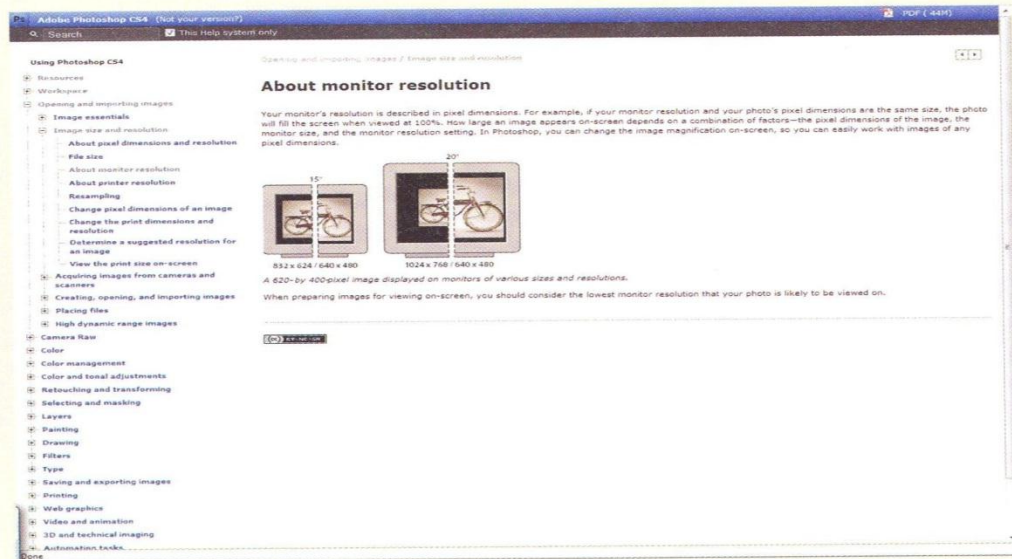 Ps Adobe Photoshop CS4 (Not your version?)
PDF ( 44M)
Search
This Help system only
Using Photoshop CS4
Resources
Workspace
Opening and importing images
Image essentials
Image size and resolution
About pixel dimensions and resolution
File size
About monitor resolution
About printer resolution
Resampling
Change pixel dimensions of an image
Change the print dimensions and
resolution
Determine a suggested resolution for
an image
View the print size on-screen
Acquiring images from cameras and
scanners
Creating, opening, and importing images
Placing files
High dynamic range images
Camera Raw
Color
Color management
Color and tonal adjustments
Retouching and transforming
Selecting and masking
Layers
Painting
Drawing
Filters
Type
Saving and exporting images
Printing
Web graphics
Video and animation
3D and technical imaging
Automating tasks
Done
Opening and importing images / Image size and resolution
About monitor resolution
Your monitor's resolution is described in pixel dimensions. For example, if your monitor resolution and your photo's pixel dimensions are the same size, the photo
will fill the screen when viewed at 100%. How large an image appears on-screen depends on a combination of factors—the pixel dimensions of the image, the
monitor size, and the monitor resolution setting. In Photoshop, you can change the image magnification on-screen, so you can easily work with images of any
pixel dimensions.
15"
20"
832 x 624 / 640 x 480
1024 x 768 / 640 x 480
A 620-by 400-pixel image displayed on monitors of various sizes and resolutions.
When preparing images for viewing on-screen, you should consider the lowest monitor resolution that your photo is likely to be viewed on.
(cc) BY-NC-SA